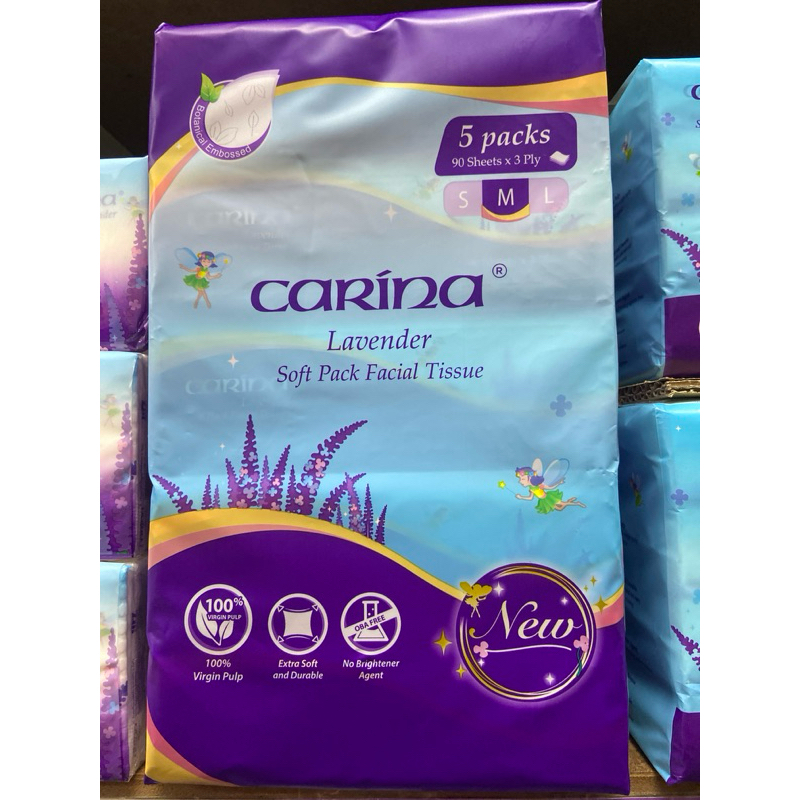 Botanical Embossed
5 packs
90 Sheets x 3 Ply
S M L
carína®
Lavender
Soft Pack Facial Tissue
100%
VIRGIN PULP
OBA FREE
100%
Virgin Pulp
Extra Soft
and Durable
No Brightener
Agent
New